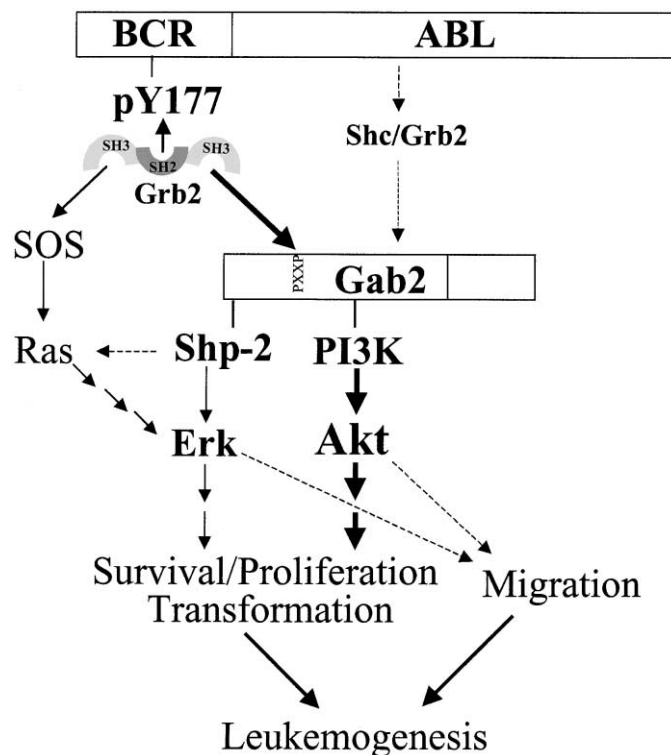 BCR ABL
pY177
Shc/Grb2
SH3 SH2 SH3
Grb2
SOS
PXXP
Gab2
Ras Shp-2 PI3K
Erk Akt
Survival/Proliferation
Transformation
Migration
Leukemogenesis